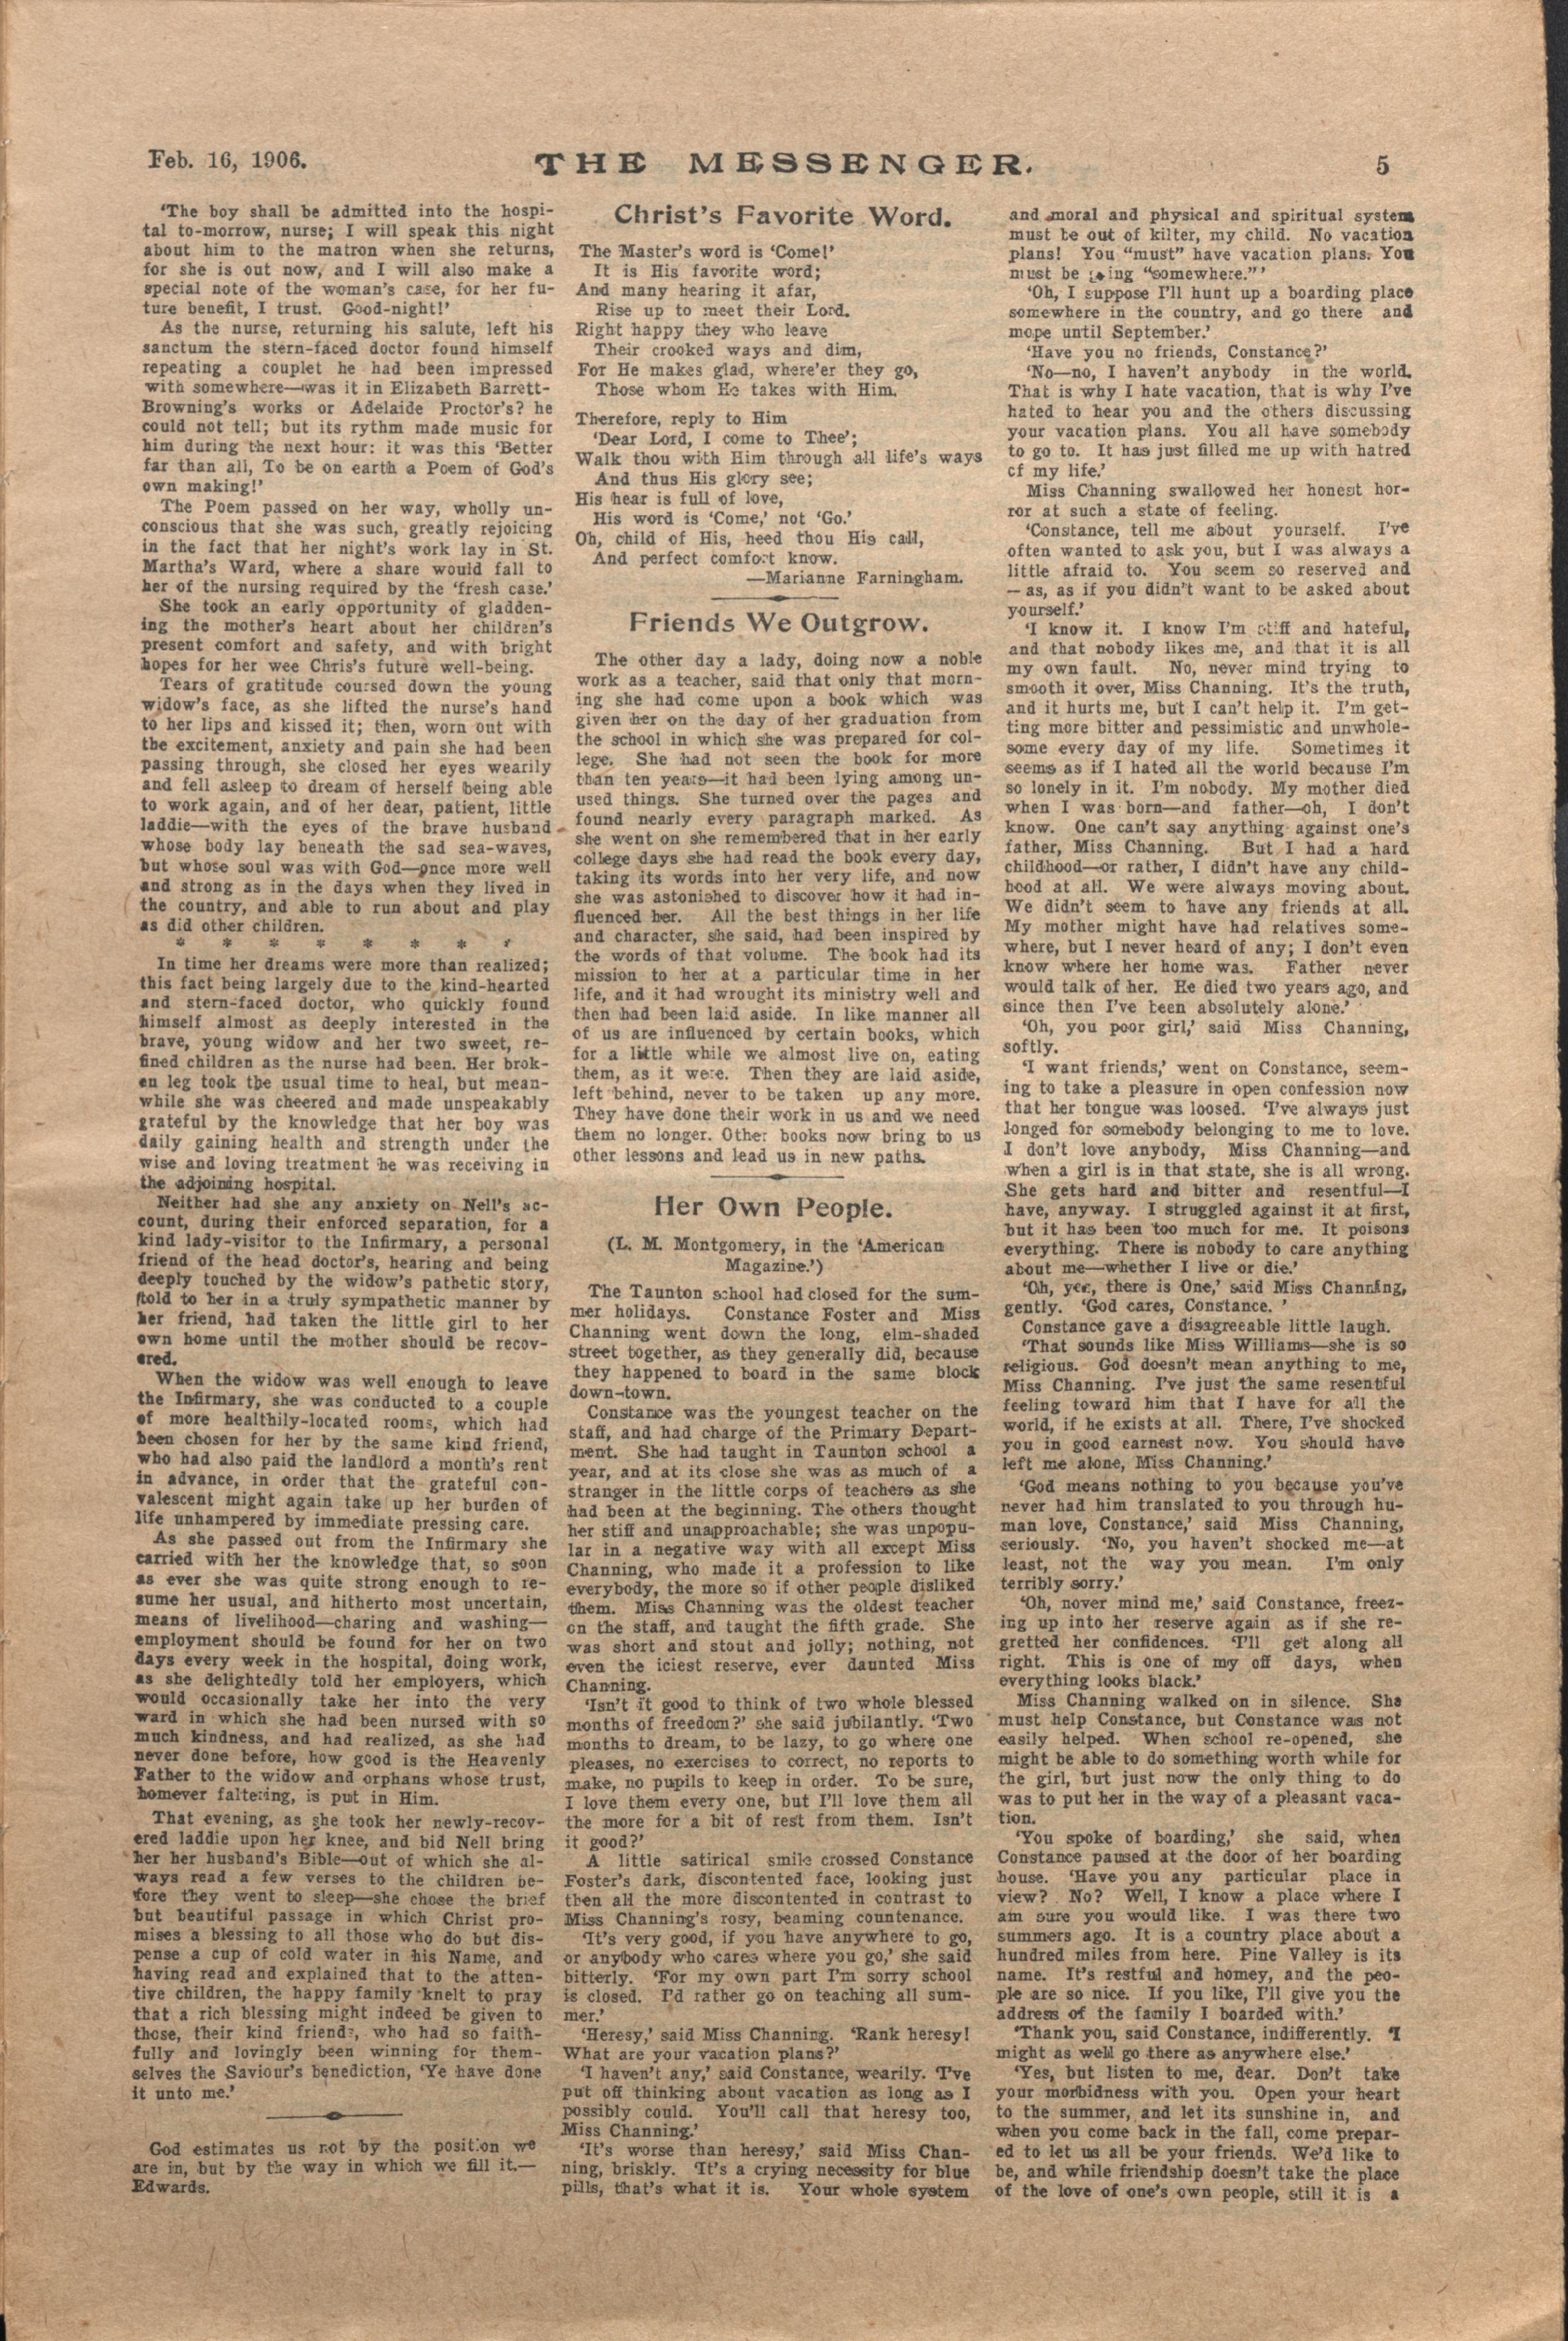 Feb. 16, 1906.
THE MESSENGER.
5
'The boy shall be admitted into the hospi-
tal to-morrow, nurse; I will speak this night
about him to the matron when she returns,
for she is out now, and I will also make a
special note of the woman's case, for her fu-
ture benefit, I trust. Good-night!'
As the nurse, returning his salute, left his
sanctum the stern-faced doctor found himself
repeating a couplet he had been impressed
with somewhere—was it in Elizabeth Barrett-
Browning's works or Adelaide Proctor's? he
could not tell; but its rythm made music for
him during the next hour: it was this 'Better
far than all, To be on earth a Poem of God's
own making!'
The Poem passed on her way, wholly un-
conscious that she was such, greatly rejoicing
in the fact that her night's work lay in St.
Martha's Ward, where a share would fall to
her of the nursing required by the 'fresh case.'
She took an early opportunity of gladden-
ing the mother's heart about her children's
present comfort and safety, and with bright
hopes for her wee Chris's future well-being.
Tears of gratitude coursed down the young
widow's face, as she lifted the nurse's hand
to her lips and kissed it; then, worn out with
the excitement, anxiety and pain she had been
passing through, she closed her eyes wearily
and fell asleep to dream of herself being able
to work again, and of her dear, patient, little
laddie—with the eyes of the brave husband
whose body lay beneath the sad sea-waves,
but whose soul was with God—once more well
and strong as in the days when they lived in
the country, and able to run about and play
as did other children.
* * * * * * * *
In time her dreams were more than realized;
this fact being largely due to the kind-hearted
and stern-faced doctor, who quickly found
himself almost as deeply interested in the
brave, young widow and her two sweet, re-
fined children as the nurse had been. Her brok-
en leg took the usual time to heal, but mean-
while she was cheered and made unspeakably
grateful by the knowledge that her boy was
daily gaining health and strength under the
wise and loving treatment he was receiving in
the adjoining hospital.
Neither had she any anxiety on Nell's ac-
count, during their enforced separation, for a
kind lady-visitor to the Infirmary, a personal
friend of the head doctor's, hearing and being
deeply touched by the widow's pathetic story,
told to her in a truly sympathetic manner by
her friend, had taken the little girl to her
own home until the mother should be recov-
ered.
When the widow was well enough to leave
the Infirmary, she was conducted to a couple
of more healthily-located rooms, which had
been chosen for her by the same kind friend,
who had also paid the landlord a month's rent
in advance, in order that the grateful con-
valescent might again take up her burden of
life unhampered by immediate pressing care.
As she passed out from the Infirmary she
carried with her the knowledge that, so soon
as ever she was quite strong enough to re-
sume her usual, and hitherto most uncertain,
means of livelihood—charing and washing—
employment should be found for her on two
days every week in the hospital, doing work,
as she delightedly told her employers, which
would occasionally take her into the very
ward in which she had been nursed with so
much kindness, and had realized, as she had
never done before, how good is the Heavenly
Father to the widow and orphans whose trust,
homever faltering, is put in Him.
That evening, as she took her newly-recov-
ered laddie upon her knee, and bid Nell bring
her her husband's Bible—out of which she al-
ways read a few verses to the children be-
fore they went to sleep—she chose the brief
but beautiful passage in which Christ pro-
mises a blessing to all those who do but dis-
pense a cup of cold water in his Name, and
having read and explained that to the atten-
tive children, the happy family knelt to pray
that a rich blessing might indeed be given to
those, their kind friends, who had so faith-
fully and lovingly been winning for them-
selves the Saviour's benediction, 'Ye have done
it unto me.'
God estimates us not by the position we
are in, but by the way in which we fill it.—
Edwards.
Christ's Favorite Word.
The Master's word is 'Come!'
It is His favorite word;
And many hearing it afar,
Rise up to meet their Lord.
Right happy they who leave
Their crooked ways and dim,
For He makes glad, where'er they go,
Those whom He takes with Him.
Therefore, reply to Him
'Dear Lord, I come to Thee';
Walk thou with Him through all life's ways
And thus His glory see;
His hear is full of love,
His word is 'Come,' not 'Go.'
Oh, child of His, heed thou His call,
And perfect comfort know.
—Marianne Farningham.
Friends We Outgrow.
The other day a lady, doing now a noble
work as a teacher, said that only that morn-
ing she had come upon a book which was
given her on the day of her graduation from
the school in which she was prepared for col-
lege. She had not seen the book for more
than ten years—it had been lying among un-
used things. She turned over the pages and
found nearly every paragraph marked. As
she went on she remembered that in her early
college days she had read the book every day,
taking its words into her very life, and now
she was astonished to discover how it had in-
fluenced her. All the best things in her life
and character, she said, had been inspired by
the words of that volume. The book had its
mission to her at a particular time in her
life, and it had wrought its ministry well and
then had been laid aside. In like manner all
of us are influenced by certain books, which
for a little while we almost live on, eating
them, as it were. Then they are laid aside,
left behind, never to be taken up any more.
They have done their work in us and we need
them no longer. Other books now bring to us
other lessons and lead us in new paths.
Her Own People.
(L. M. Montgomery, in the 'American
Magazine.')
The Taunton school had closed for the sum-
mer holidays. Constance Foster and Miss
Channing went down the long, elm-shaded
street together, as they generally did, because
they happened to board in the same block
down-town.
Constance was the youngest teacher on the
staff, and had charge of the Primary Depart-
ment. She had taught in Taunton school a
year, and at its close she was as much of a
stranger in the little corps of teachers as she
had been at the beginning. The others thought
her stiff and unapproachable; she was unpopu-
lar in a negative way with all except Miss
Channing, who made it a profession to like
everybody, the more so if other people disliked
them. Miss Channing was the oldest teacher
on the staff, and taught the fifth grade. She
was short and stout and jolly; nothing, not
even the iciest reserve, ever daunted Miss
Channing.
'Isn't it good to think of two whole blessed
months of freedom?' she said jubilantly. 'Two
months to dream, to be lazy, to go where one
pleases, no exercises to correct, no reports to
make, no pupils to keep in order. To be sure,
I love them every one, but I'll love them all
the more for a bit of rest from them. Isn't
it good?'
A little satirical smile crossed Constance
Foster's dark, discontented face, looking just
then all the more discontented in contrast to
Miss Channing's rosy, beaming countenance.
'It's very good, if you have anywhere to go,
or anybody who cares where you go,' she said
bitterly. 'For my own part I'm sorry school
is closed. I'd rather go on teaching all sum-
mer.'
'Heresy,' said Miss Channing. 'Rank heresy!
What are your vacation plans?'
'I haven't any,' said Constance, wearily. 'I've
put off thinking about vacation as long as I
possibly could. You'll call that heresy too,
Miss Channing.'
'It's worse than heresy,' said Miss Chan-
ning, briskly. 'It's a crying necessity for blue
pills, that's what it is. Your whole system
and moral and physical and spiritual system
must be out of kilter, my child. No vacation
plans! You "must" have vacation plans. You
must be going "somewhere."'
'Oh, I suppose I'll hunt up a boarding place
somewhere in the country, and go there and
mope until September.'
'Have you no friends, Constance?'
'No—no, I haven't anybody in the world.
That is why I hate vacation, that is why I've
hated to hear you and the others discussing
your vacation plans. You all have somebody
to go to. It has just filled me up with hatred
of my life.'
Miss Channing swallowed her honest hor-
ror at such a state of feeling.
'Constance, tell me about yourself. I've
often wanted to ask you, but I was always a
little afraid to. You seem so reserved and
—as, as if you didn't want to be asked about
yourself.'
'I know it. I know I'm stiff and hateful,
and that nobody likes me, and that it is all
my own fault. No, never mind trying to
smooth it over, Miss Channing. It's the truth,
and it hurts me, but I can't help it. I'm get-
ting more bitter and pessimistic and unwhole-
some every day of my life. Sometimes it
seems as if I hated all the world because I'm
so lonely in it. I'm nobody. My mother died
when I was born—and father—oh, I don't
know. One can't say anything against one's
father, Miss Channing. But I had a hard
childhood—or rather, I didn't have any child-
hood at all. We were always moving about.
We didn't seem to have any friends at all.
My mother might have had relatives some-
where, but I never heard of any; I don't even
know where her home was. Father never
would talk of her. He died two years ago, and
since then I've been absolutely alone.'
'Oh, you poor girl,' said Miss Channing,
softly.
'I want friends,' went on Constance, seem-
ing to take a pleasure in open confession now
that her tongue was loosed. 'I've always just
longed for somebody belonging to me to love.
I don't love anybody, Miss Channing—and
when a girl is in that state, she is all wrong.
She gets hard and bitter and resentful—I
have, anyway. I struggled against it at first,
but it has been too much for me. It poisons
everything. There is nobody to care anything
about me—whether I live or die.'
'Oh, yes, there is One,' said Miss Channing,
gently. 'God cares, Constance. '
Constance gave a disagreeable little laugh.
'That sounds like Miss Williams—she is so
religious. God doesn't mean anything to me,
Miss Channing. I've just the same resentful
feeling toward him that I have for all the
world, if he exists at all. There, I've shocked
you in good earnest now. You should have
left me alone, Miss Channing.'
'God means nothing to you because you've
never had him translated to you through hu-
man love, Constance,' said Miss Channing,
seriously. 'No, you haven't shocked me—at
least, not the way you mean. I'm only
terribly sorry.'
'Oh, never mind me,' said Constance, freez-
ing up into her reserve again as if she re-
gretted her confidences. 'I'll get along all
right. This is one of my off days, when
everything looks black.'
Miss Channing walked on in silence. She
must help Constance, but Constance was not
easily helped. When school re-opened, she
might be able to do something worth while for
the girl, but just now the only thing to do
was to put her in the way of a pleasant vaca-
tion.
'You spoke of boarding,' she said, when
Constance paused at the door of her boarding
house. 'Have you any particular place in
view? No? Well, I know a place where I
am sure you would like. I was there two
summers ago. It is a country place about a
hundred miles from here. Pine Valley is its
name. It's restful and homey, and the peo-
ple are so nice. If you like, I'll give you the
address of the family I boarded with.'
'Thank you, said Constance, indifferently. 'I
might as well go there as anywhere else.'
'Yes, but listen to me, dear. Don't take
your morbidness with you. Open your heart
to the summer, and let its sunshine in, and
when you come back in the fall, come prepar-
ed to let us all be your friends. We'd like to
be, and while friendship doesn't take the place
of the love of one's own people, still it is a